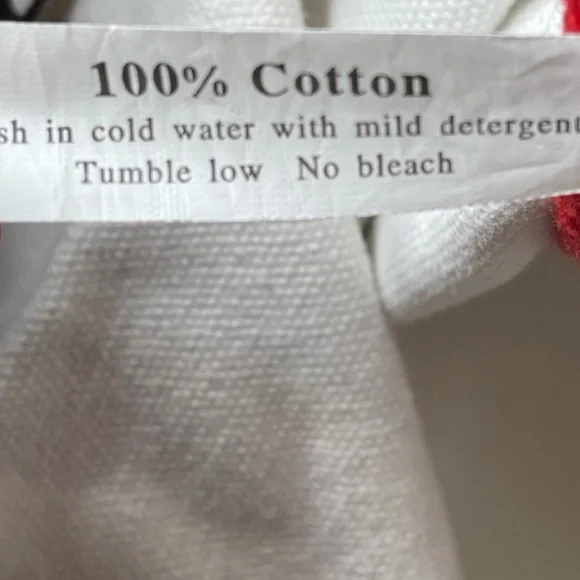 100% Cotton
sh in cold water with mild detergent
Tumble low No bleach